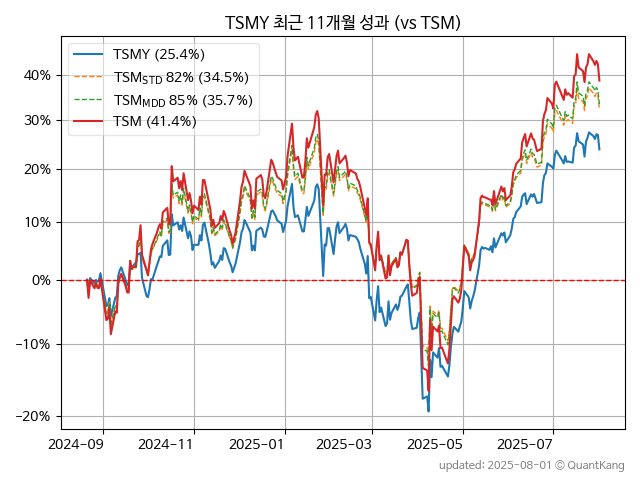 TSMY 최근 11개월 성과 (vs TSM)
TSMY (25.4%)
TSM_STD 82% (34.5%)
TSM_MDD 85% (35.7%)
TSM (41.4%)
40%
30%
20%
10%
0%
−10%
−20%
2024-09 2024-11 2025-01 2025-03 2025-05 2025-07
updated: 2025-08-01 © QuantKang